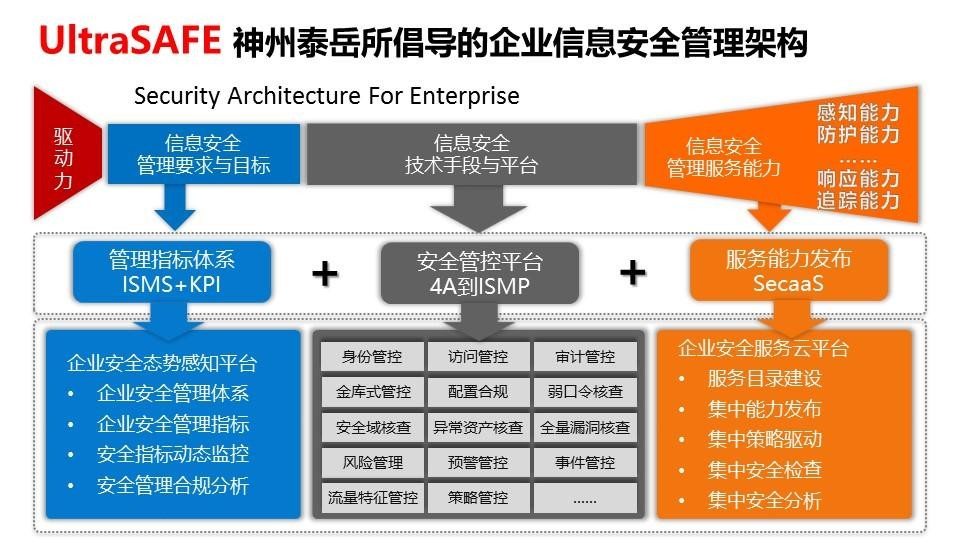 UltraSAFE 神州泰岳所倡导的企业信息安全管理架构
Security Architecture For Enterprise
驱
动
力
信息安全
管理要求与目标
信息安全
技术手段与平台
信息安全
管理服务能力
感知能力
防护能力
……
响应能力
追踪能力
管理指标体系
ISMS+KPI
+
安全管控平台
4A到ISMP
+
服务能力发布
SecaaS
企业安全态势感知平台
• 企业安全管理体系
• 企业安全管理指标
• 安全指标动态监控
• 安全管理合规分析
身份管控 访问管控 审计管控
金库式管控 配置合规 弱口令核查
安全域核查 异常资产核查 全量漏洞核查
风险管理 预警管控 事件管控
流量特征管控 策略管控 ……
企业安全服务云平台
• 服务目录建设
• 集中能力发布
• 集中策略驱动
• 集中安全检查
• 集中安全分析